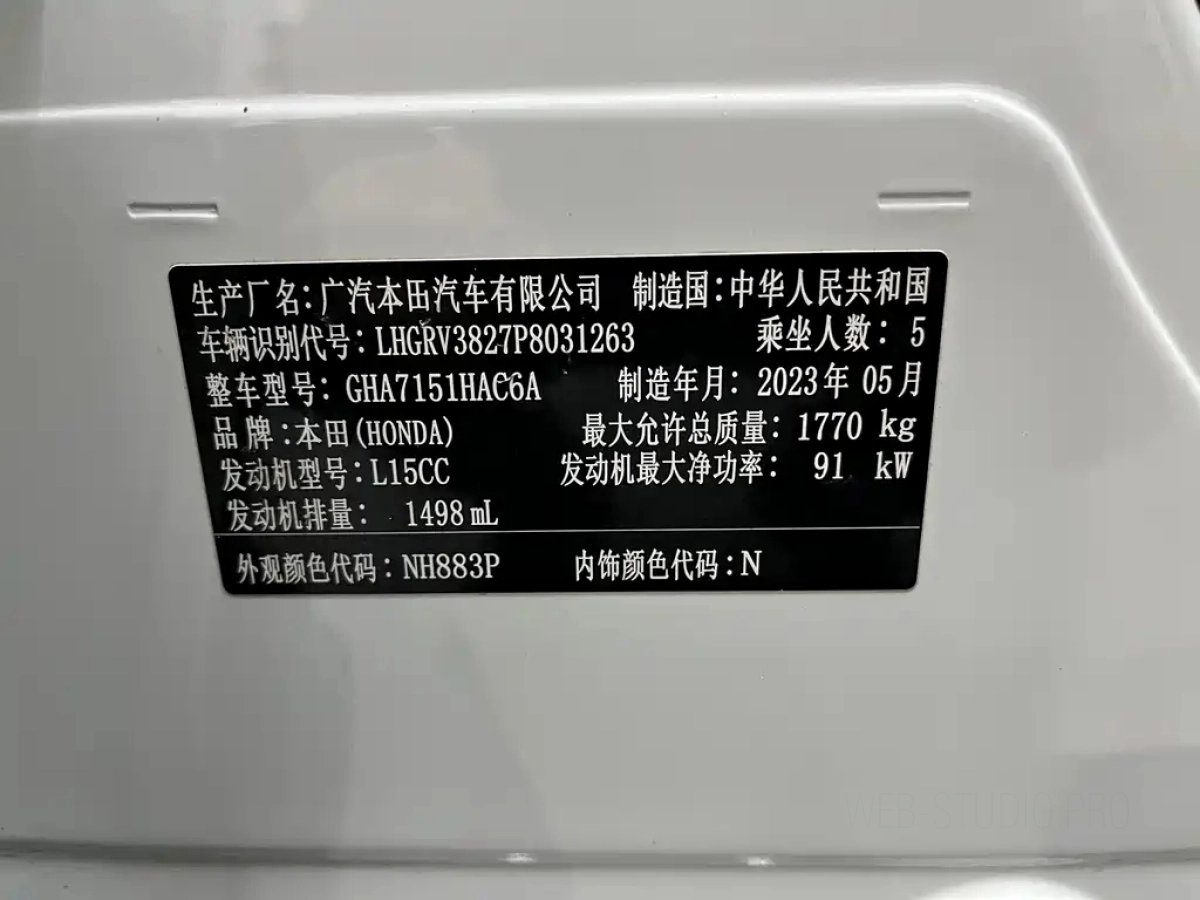 生产厂名:广汽本田汽车有限公司 制造国:中华人民共和国
车辆识别代号:LHGRV3827P8031263 乘坐人数:5
整车型号:GHA7151HAC6A 制造年月:2023年 05月
品牌:本田(HONDA) 最大允许总质量:1770 kg
发动机型号:L15CC 发动机最大净功率: 91 kW
发动机排量: 1498 mL
外观颜色代码:NH883P 内饰颜色代码:N
WEB-STUDIO.PRO